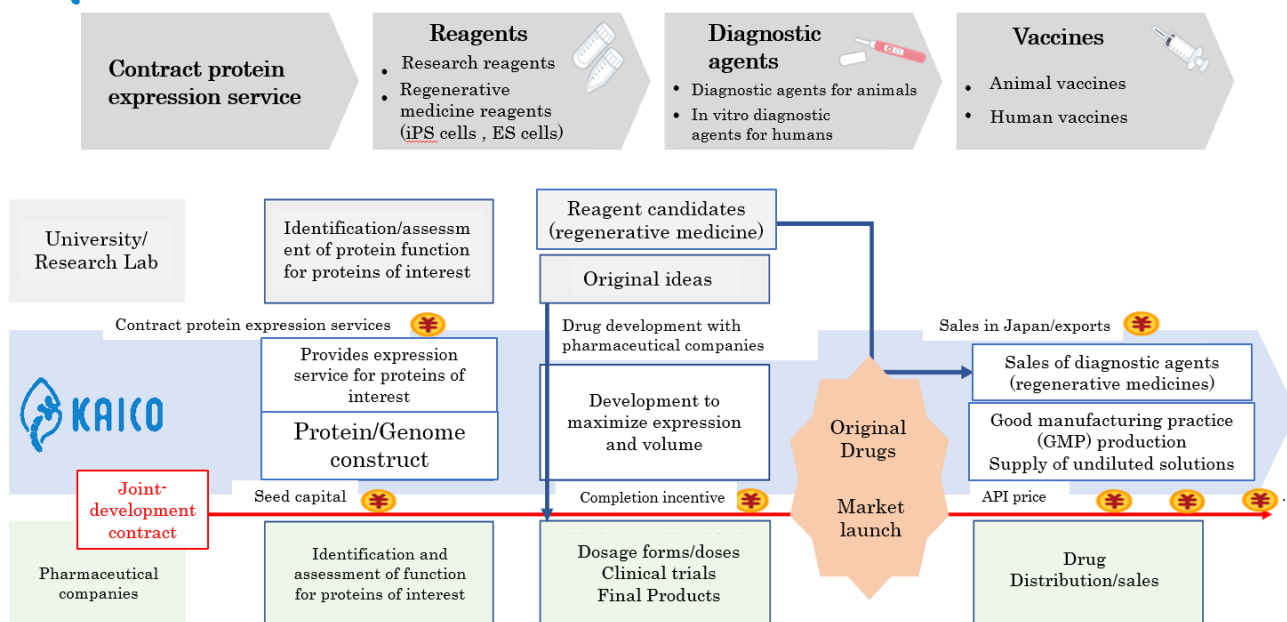 Contract protein
expression service
Reagents
• Research reagents
• Regenerative
medicine reagents
(iPS cells , ES cells)
Diagnostic
agents
• Diagnostic agents for animals
• In vitro diagnostic
agents for humans
Vaccines
• Animal vaccines
• Human vaccines
University/
Research Lab
Identification/assessm
ent of protein function
for proteins of interest
Reagent candidates
(regenerative medicine)
Original ideas
Contract protein expression services
¥
Drug development with
pharmaceutical companies
Sales in Japan/exports
¥
KAICO
Provides expression
service for proteins of
interest
Protein/Genome
construct
Development to
maximize expression
and volume
Original
Drugs
Market
launch
Sales of diagnostic agents
(regenerative medicines)
Good manufacturing practice
(GMP) production
Supply of undiluted solutions
Joint-
development
contract
Seed capital
¥
Completion incentive
¥
API price
¥
¥
¥
Pharmaceutical
companies
Identification and
assessment of function
for proteins of interest
Dosage forms/doses
Clinical trials
Final Products
Drug
Distribution/sales